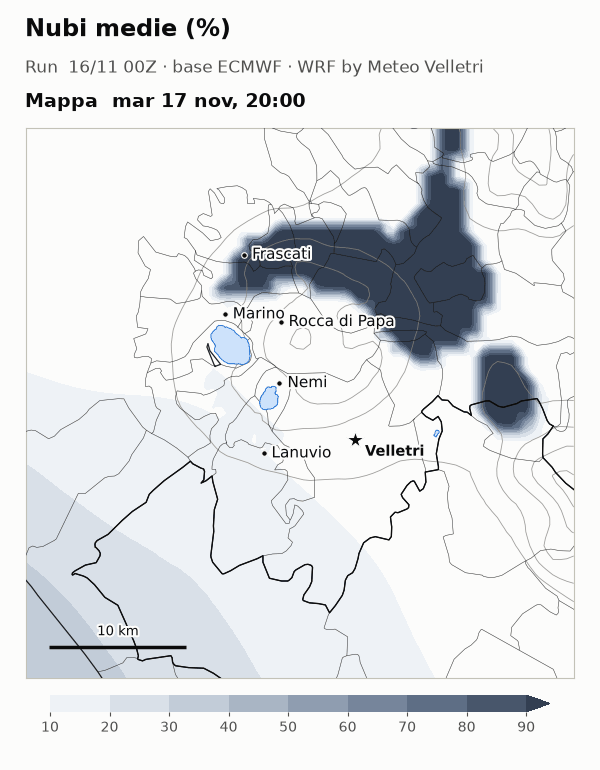 Nubi medie (%)
Run  16/11 00Z · base ECMWF · WRF by Meteo Velletri
Mappa  mar 17 nov, 20:00
Frascati
Marino
Rocca di Papa
Nemi
Velletri
Lanuvio
10 km
10 20 30 40 50 60 70 80 90